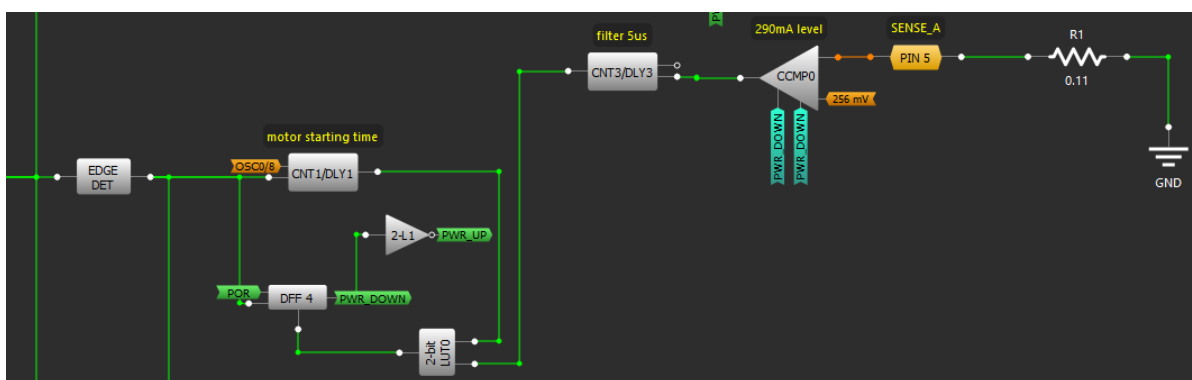 filter 5us
290mA level
SENSE_A
R1
CNT3/DLY3
CCMP0
PIN 5
0.11
256 mV
PWR_DOWN
PWR_DOWN
GND
motor starting time
EDGE
DET
OSC0/8
CNT1/DLY1
2-L1
PWR_UP
POR
DFF 4
PWR_DOWN
2-bit
LUT0